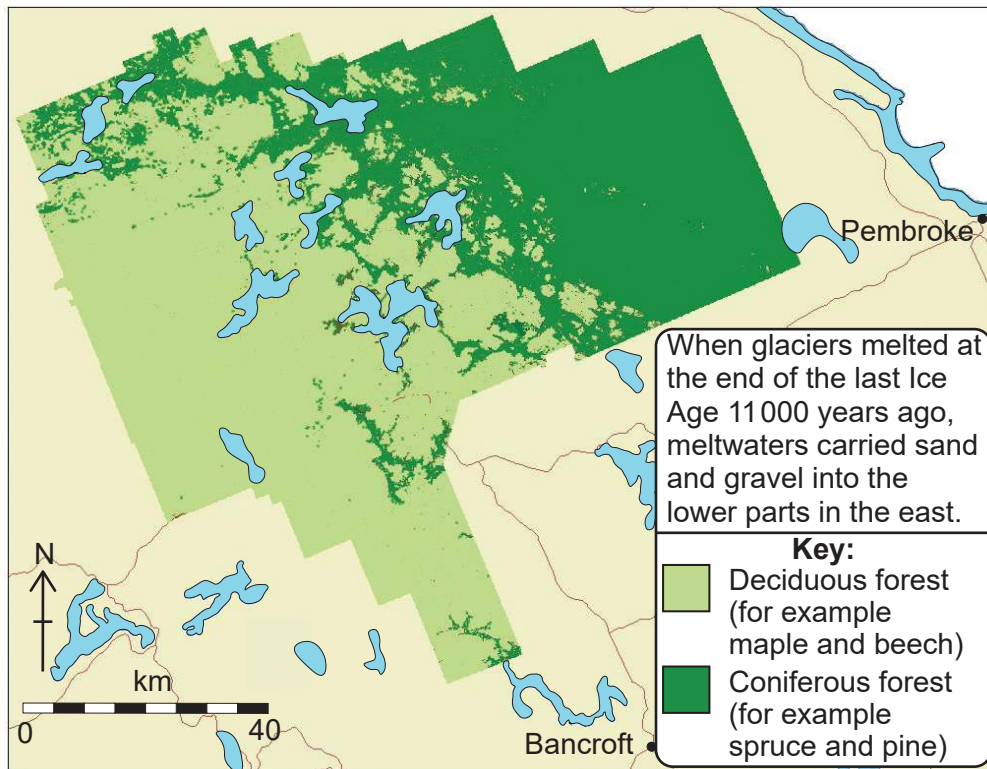 Pembroke
When glaciers melted at
the end of the last Ice
Age 11 000 years ago,
meltwaters carried sand
and gravel into the
lower parts in the east.
Key:
Deciduous forest
(for example
maple and beech)
Coniferous forest
(for example
spruce and pine)
N
km
0 40
Bancroft